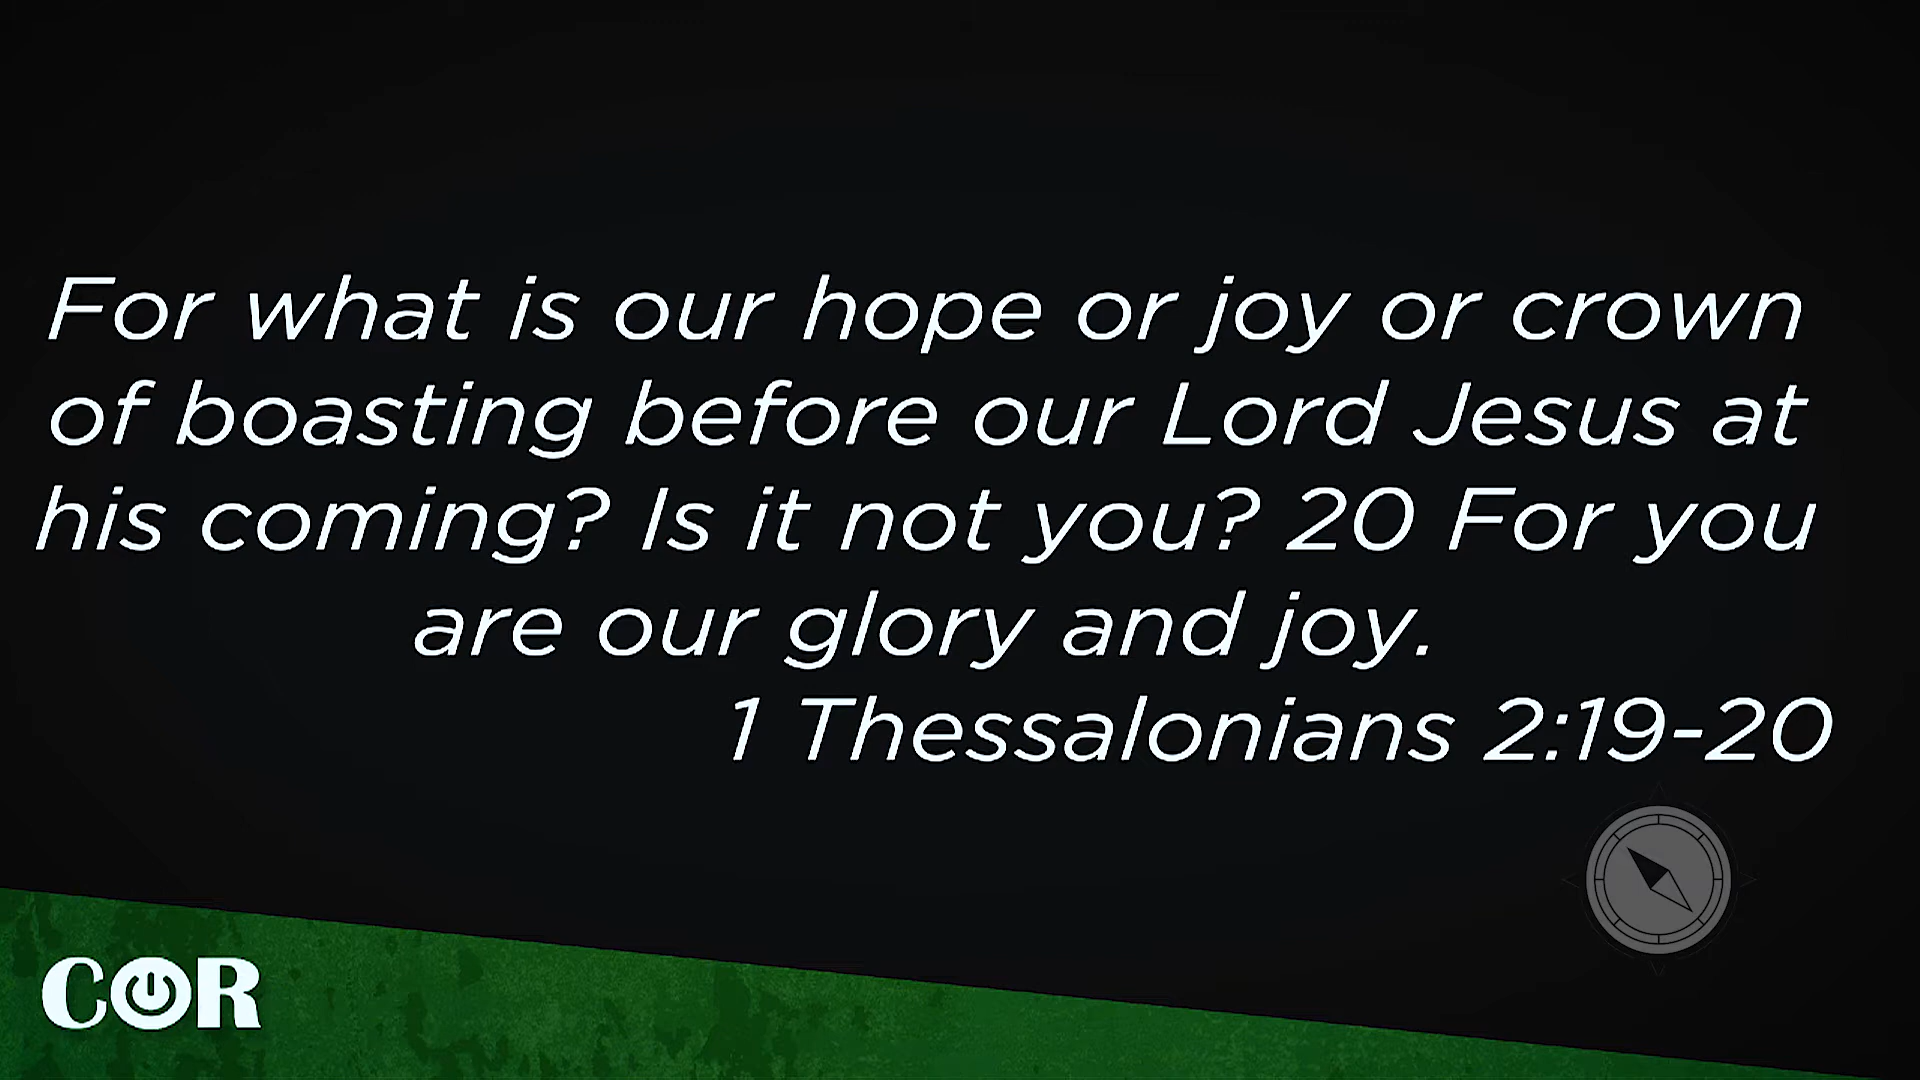 For what is our hope or joy or crown
of boasting before our Lord Jesus at
his coming? Is it not you? 20 For you
are our glory and joy.
1 Thessalonians 2:19-20
COR